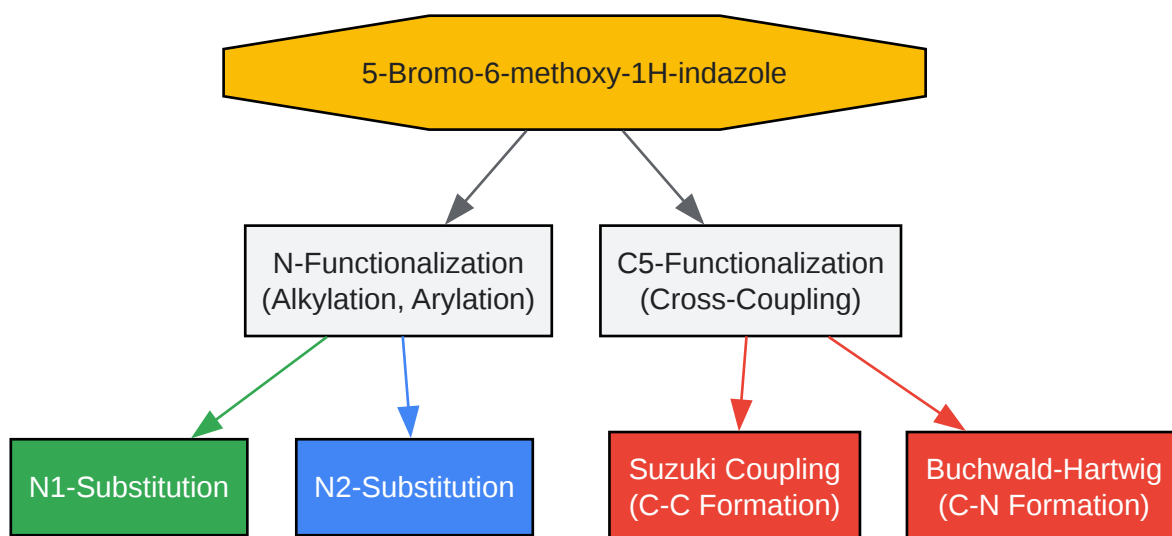 5-Bromo-6-methoxy-1H-indazole
N-Functionalization
(Alkylation, Arylation)
C5-Functionalization
(Cross-Coupling)
N1-Substitution
N2-Substitution
Suzuki Coupling
(C-C Formation)
Buchwald-Hartwig
(C-N Formation)